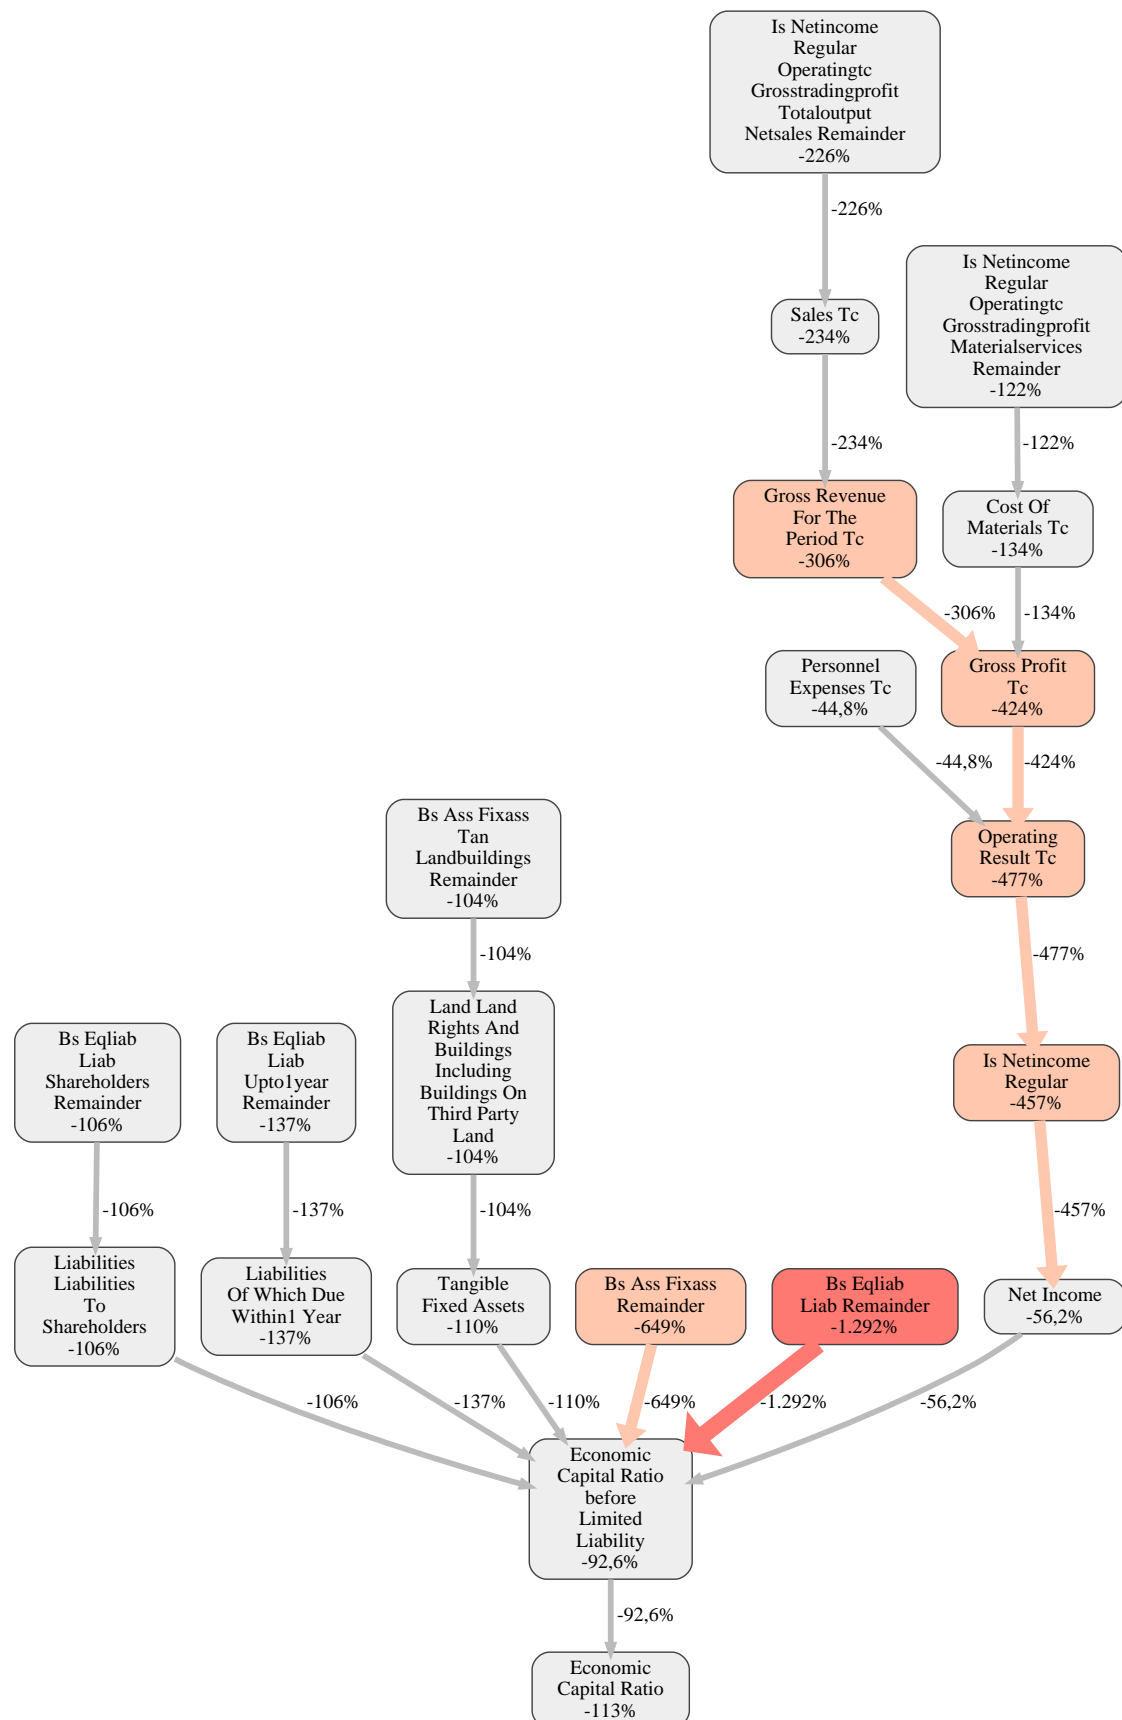 Is Netincome
Regular
Operatingtc
Grosstradingprofit
Totaloutput
Netsales Remainder
-226%
-226%
Is Netincome
Regular
Operatingtc
Grosstradingprofit
Materialservices
Remainder
-122%
Sales Tc
-234%
-234%
-122%
Gross Revenue
For The
Period Tc
-306%
Cost Of
Materials Tc
-134%
-306%
-134%
Personnel
Expenses Tc
-44,8%
Gross Profit
Tc
-424%
-44,8%
-424%
Bs Ass Fixass
Tan
Landbuildings
Remainder
-104%
Operating
Result Tc
-477%
-104%
-477%
Land Land
Rights And
Buildings
Including
Buildings On
Third Party
Land
-104%
Bs Eqliab
Liab
Shareholders
Remainder
-106%
Bs Eqliab
Liab
Upto1year
Remainder
-137%
Is Netincome
Regular
-457%
-106%
-137%
-104%
-457%
Liabilities
Liabilities
To
Shareholders
-106%
Liabilities
Of Which Due
Within1 Year
-137%
Tangible
Fixed Assets
-110%
Bs Ass Fixass
Remainder
-649%
Bs Eqliab
Liab Remainder
-1.292%
Net Income
-56,2%
-106%
-137%
-110%
-649%
-1.292%
-56,2%
Economic
Capital Ratio
before
Limited
Liability
-92,6%
-92,6%
Economic
Capital Ratio
-113%